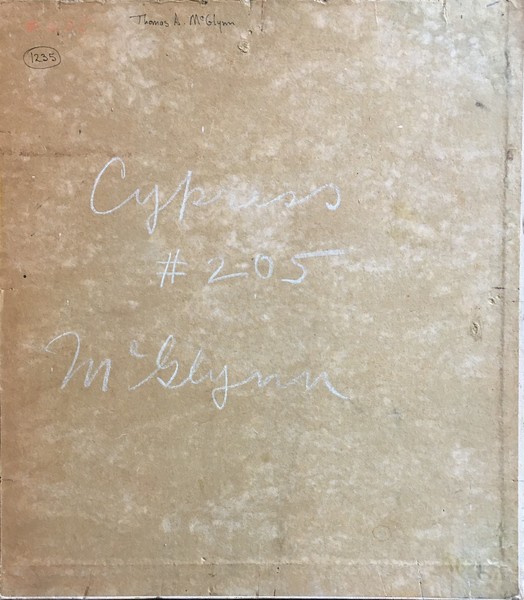 Thomas A. McGlynn
1235
Cypress
# 205
McGlynn